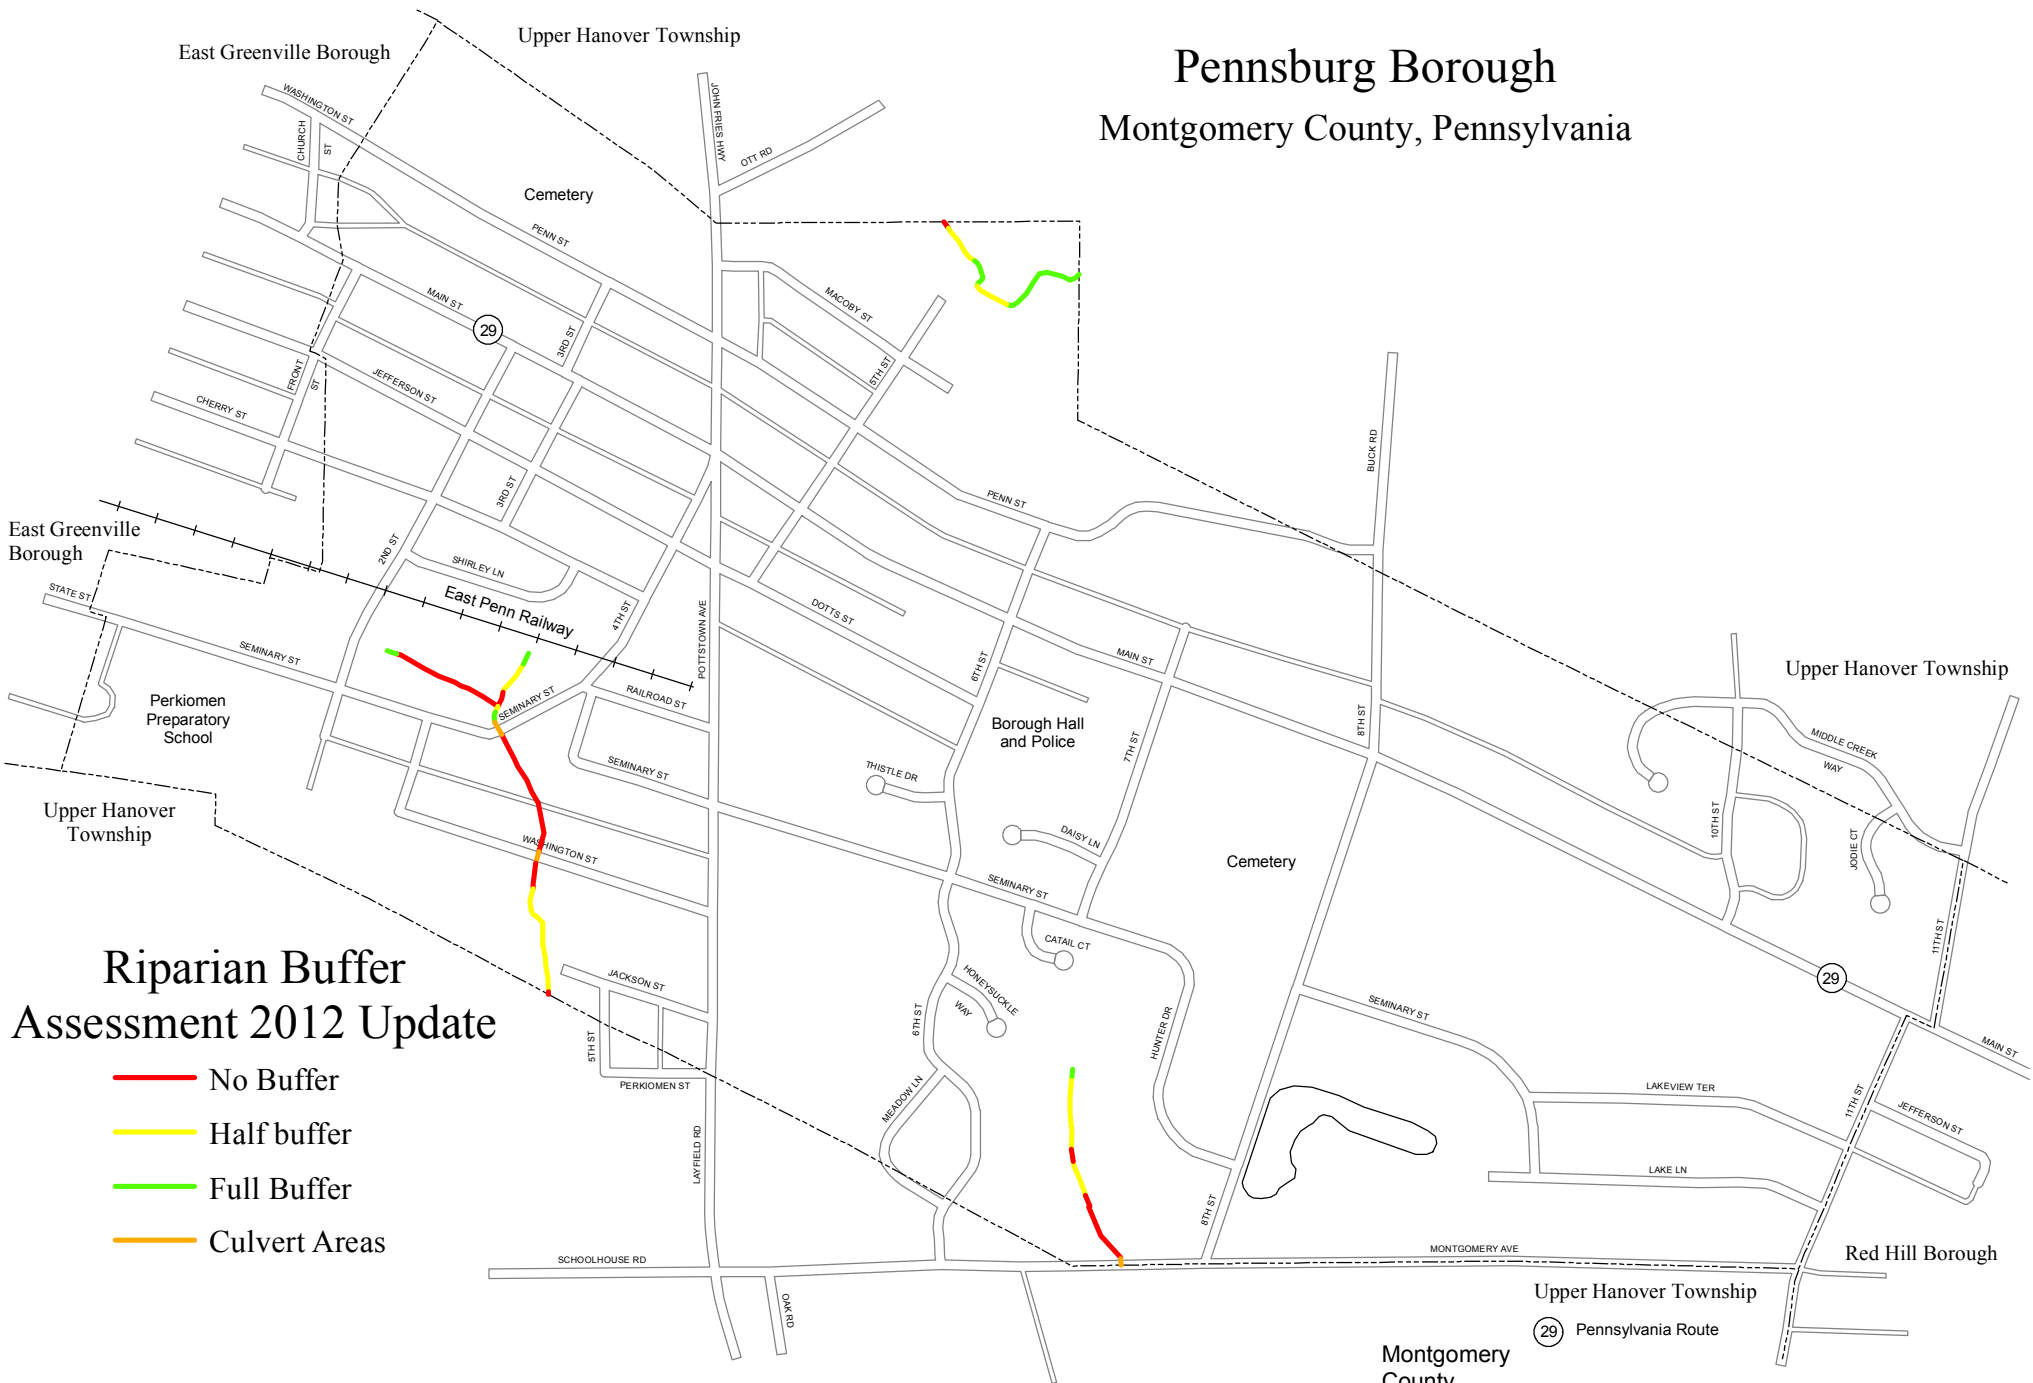 Pennsburg Borough
Montgomery County, Pennsylvania
Upper Hanover Township
East Greenville Borough
WASHINGTON ST
CHURCH
ST
JOHN FRIES HWY
OTT RD
Cemetery
PENN ST
MAIN ST
29
3RD ST
MACOBY ST
5TH ST
FRONT
ST
JEFFERSON ST
CHERRY ST
BUCK RD
3RD ST
PENN ST
East Greenville
Borough
2ND ST
SHIRLEY LN
East Penn Railway
4TH ST
POTTSTOWN AVE
DOTTS ST
STATE ST
SEMINARY ST
Perkiomen
Preparatory
School
SEMINARY ST
RAILROAD ST
6TH ST
MAIN ST
Borough Hall
and Police
7TH ST
8TH ST
Upper Hanover Township
MIDDLE CREEK
WAY
SEMINARY ST
THISTLE DR
Upper Hanover
Township
WASHINGTON ST
DAISY LN
Cemetery
10TH ST
JODIE CT
SEMINARY ST
CATAIL CT
11TH ST
Riparian Buffer
Assessment 2012 Update
JACKSON ST
HONEYSUCKLE
WAY
6TH ST
HUNTER DR
SEMINARY ST
29
MAIN ST
5TH ST
PERKIOMEN ST
MEADOW LN
LAKEVIEW TER
11TH ST
JEFFERSON ST
No Buffer
Half buffer
Full Buffer
Culvert Areas
LAYFIELD RD
LAKE LN
8TH ST
SCHOOLHOUSE RD
MONTGOMERY AVE
Red Hill Borough
OAK RD
Upper Hanover Township
29 Pennsylvania Route
Montgomery
County